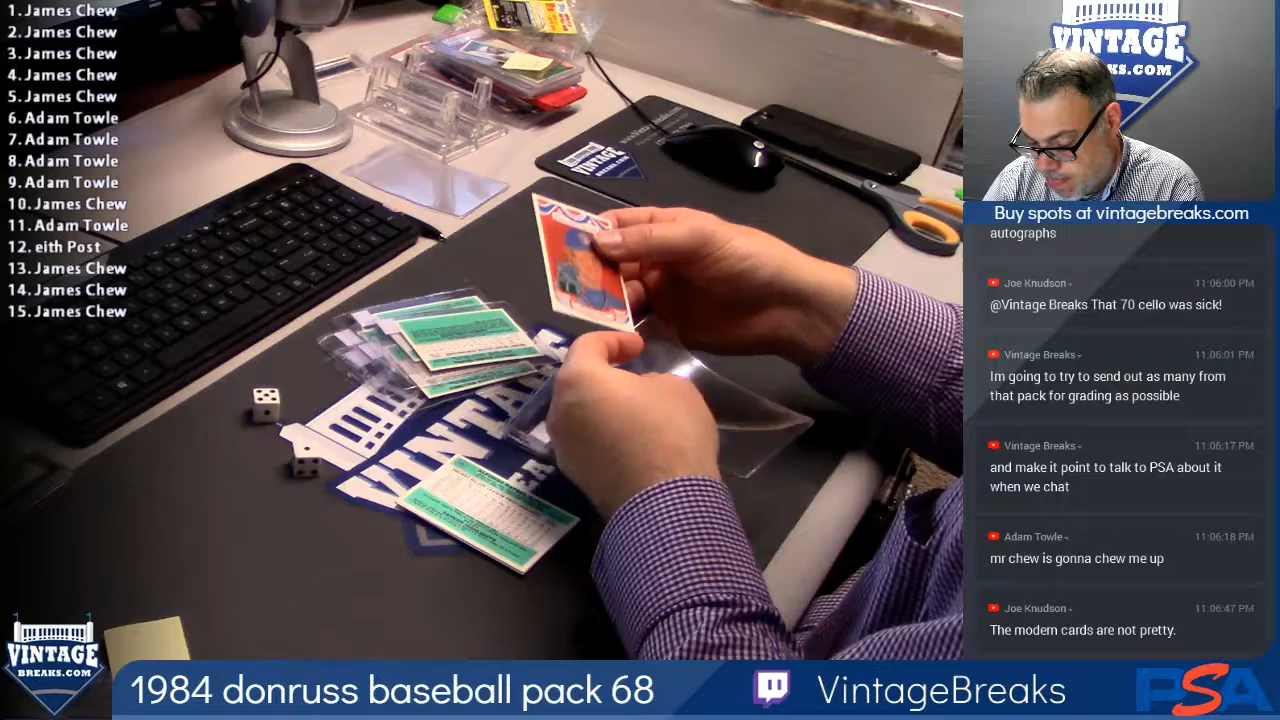 1. James Chew
2. James Chew
3. James Chew
4. James Chew
5. James Chew
6. Adam Towle
7. Adam Towle
8. Adam Towle
9. Adam Towle
10. James Chew
11. Adam Towle
12. eith Post
13. James Chew
14. James Chew
15. James Chew
VINTAGE
VINTAGE
VINTAGE
KS.COM
Buy spots at vintagebreaks.com
autographs
Joe Knudson 11:06:00 PM
@Vintage Breaks That 70 cello was sick!
Vintage Breaks 11:06:01 PM
Im going to try to send out as many from
that pack for grading as possible
Vintage Breaks 11:06:17 PM
and make it point to talk to PSA about it
when we chat
Adam Towle 11:06:18 PM
mr chew is gonna chew me up
Joe Knudson 11:06:47 PM
The modern cards are not pretty.
VINTAGE
BREAKS.COM
1984 donruss baseball pack 68
VintageBreaks
PSA